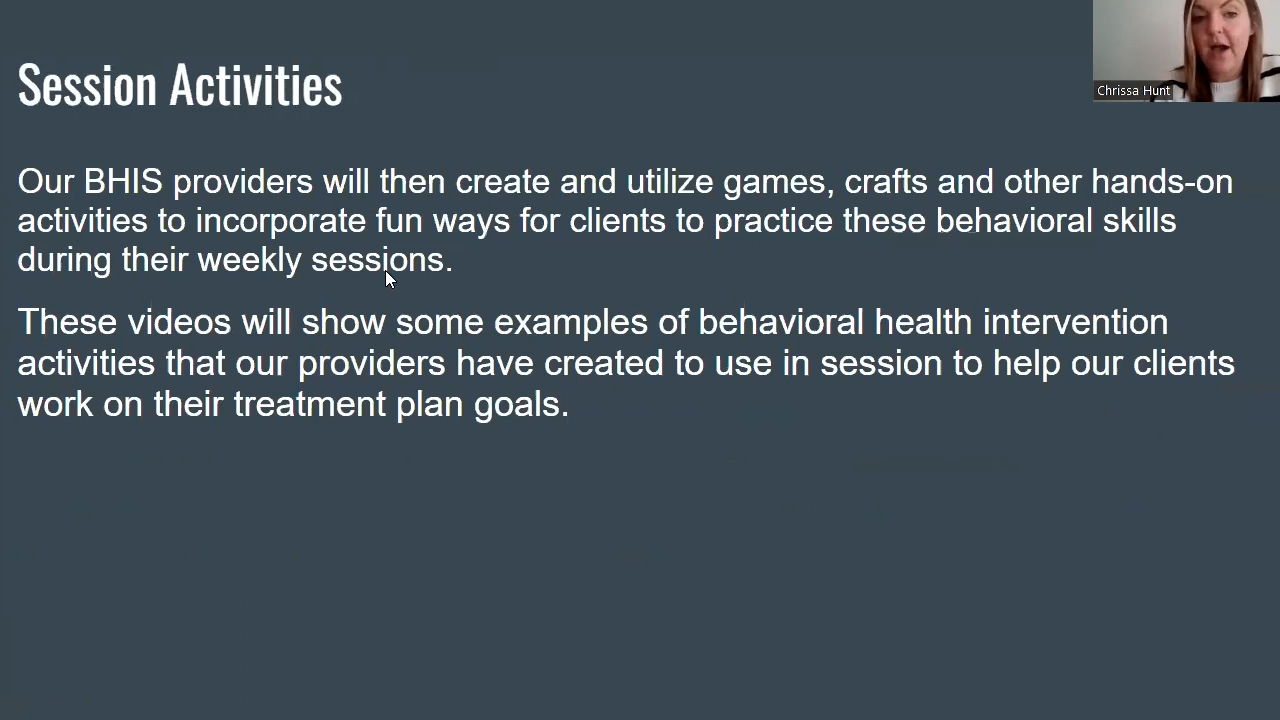 Session Activities
Chrissa Hunt
Our BHIS providers will then create and utilize games, crafts and other hands-on
activities to incorporate fun ways for clients to practice these behavioral skills
during their weekly sessions.
These videos will show some examples of behavioral health intervention
activities that our providers have created to use in session to help our clients
work on their treatment plan goals.